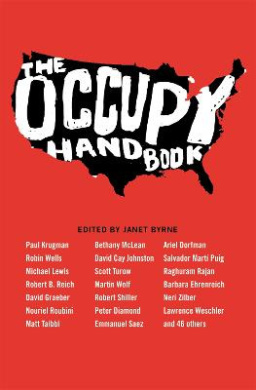 THE
OCCUPY
HANDBOOK
EDITED BY JANET BYRNE
Paul Krugman
Robin Wells
Michael Lewis
Robert B. Reich
David Graeber
Nouriel Roubini
Matt Taibbi
Bethany McLean
David Cay Johnston
Scott Turow
Martin Wolf
Robert Shiller
Peter Diamond
Emmanuel Saez
Ariel Dorfman
Salvador Martí Puig
Raghuram Rajan
Barbara Ehrenreich
Neri Zilber
Lawrence Weschler
and 46 others